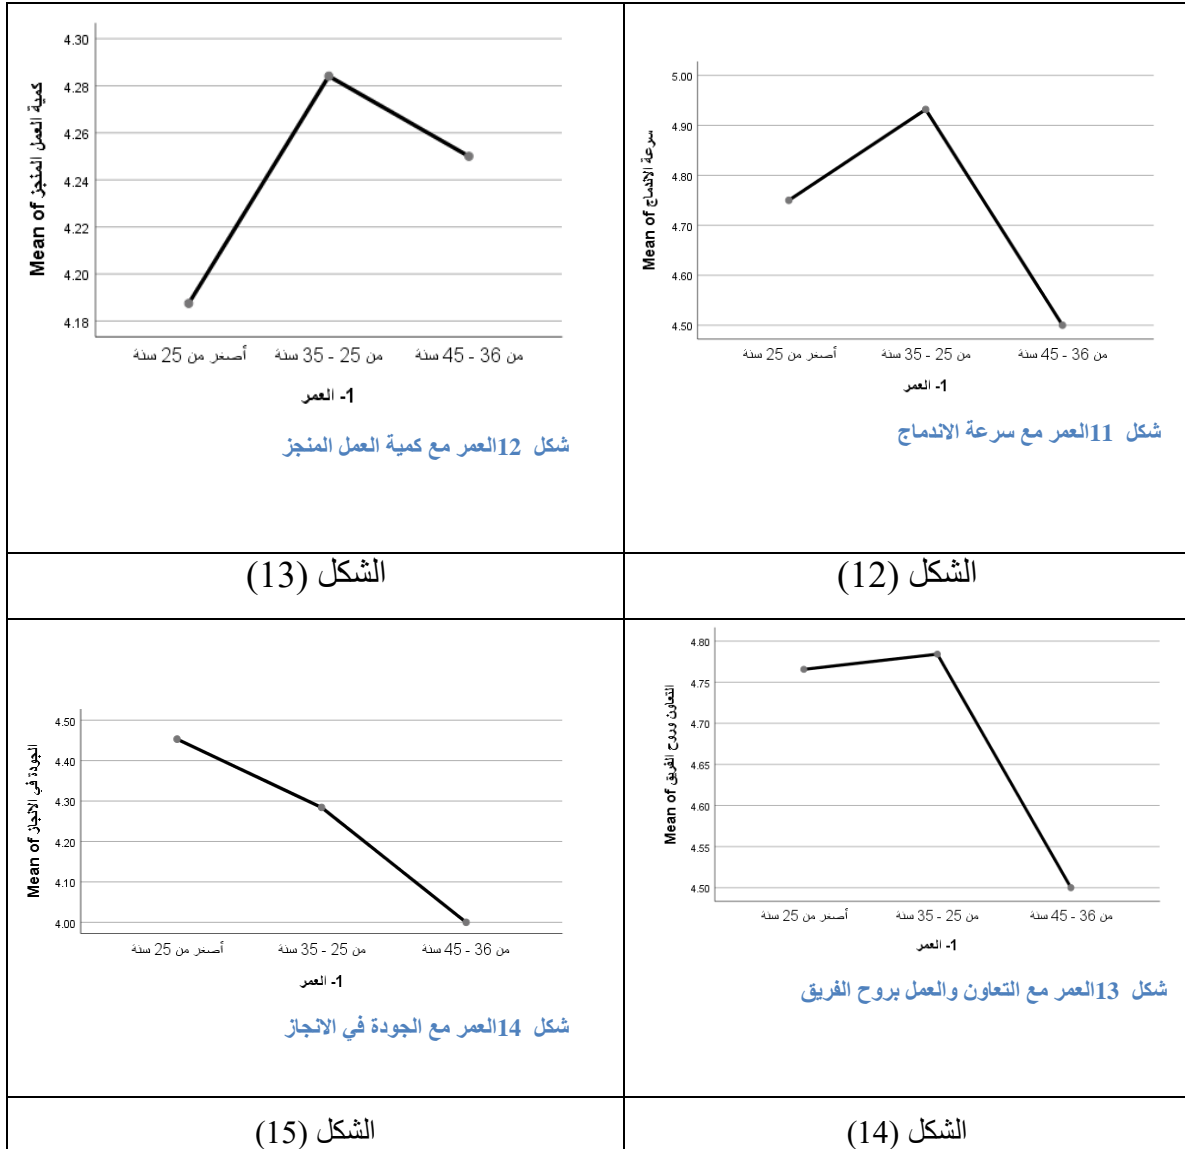 5.00
4.90
4.80
4.70
4.60
4.50
Mean of سرعة الاندماج
أصغر من 25 سنة
من 25 - 35 سنة
من 36 - 45 سنة
1- العمر
شكل 11العمر مع سرعة الاندماج
4.30
4.28
4.26
4.24
4.22
4.20
4.18
Mean of كمية العمل المنجز
أصغر من 25 سنة
من 25 - 35 سنة
من 36 - 45 سنة
1- العمر
شكل 12العمر مع كمية العمل المنجز
الشكل (12)
الشكل (13)
4.80
4.75
4.70
4.65
4.60
4.55
4.50
Mean of التعاون وروح الفريق
أصغر من 25 سنة
من 25 - 35 سنة
من 36 - 45 سنة
1- العمر
شكل 13العمر مع التعاون والعمل بروح الفريق
4.50
4.40
4.30
4.20
4.10
4.00
Mean of الجودة في الانجاز
أصغر من 25 سنة
من 25 - 35 سنة
من 36 - 45 سنة
1- العمر
شكل 14العمر مع الجودة في الانجاز
الشكل (14)
الشكل (15)